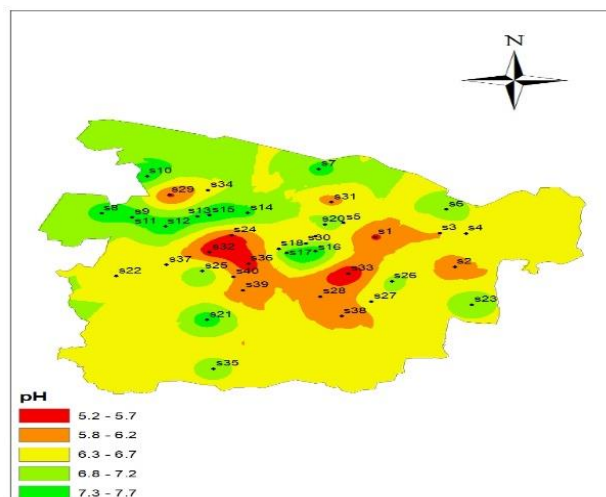 N
s7
s10
s29
s34
s31
s8
s9
s13
s15
s14
s6
s12
s20
s5
s24
s30
s1
s3
s4
s32
s18
s17
s16
s37
s36
s2
s22
s25
s40
s33
s26
s39
s28
s27
s23
s38
s21
s35
pH
5.2 - 5.7
5.8 - 6.2
6.3 - 6.7
6.8 - 7.2
7.3 - 7.7